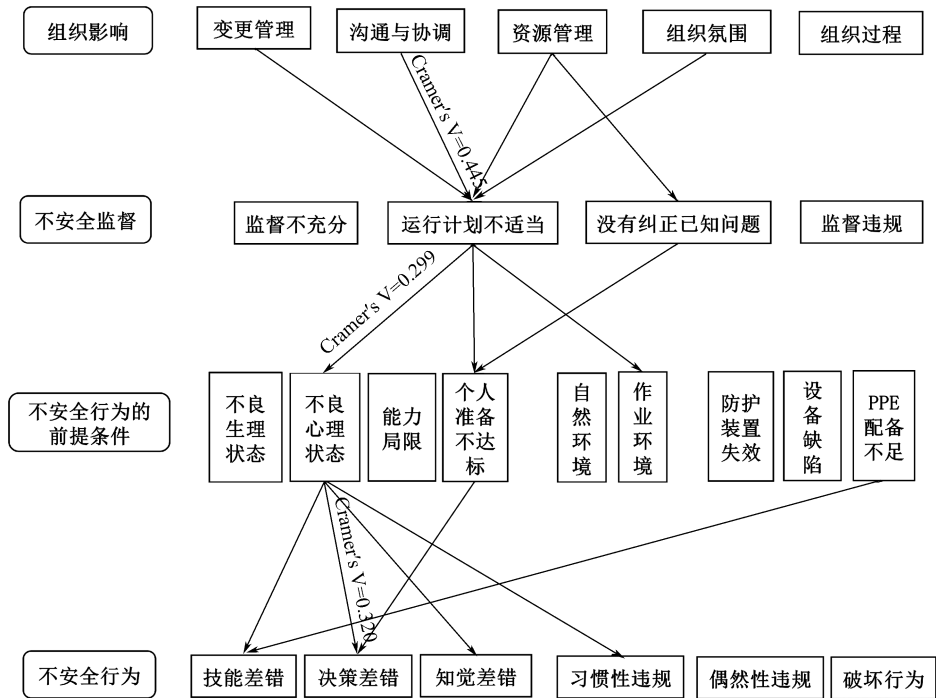 组织影响
变更管理
沟通与协调
资源管理
组织氛围
组织过程
Cramer's V=0.445
不安全监督
监督不充分
运行计划不适当
没有纠正已知问题
监督违规
Cramer's V=0.299
不安全行为的
前提条件
不良
生理
状态
不良
心理
状态
能力
局限
个人
准备
不达
标
自
然
环
境
作
业
环
境
防护
装置
失效
设
备
缺
陷
PPE
配备
不足
Cramer's V=0.320
不安全行为
技能差错
决策差错
知觉差错
习惯性违规
偶然性违规
破坏行为